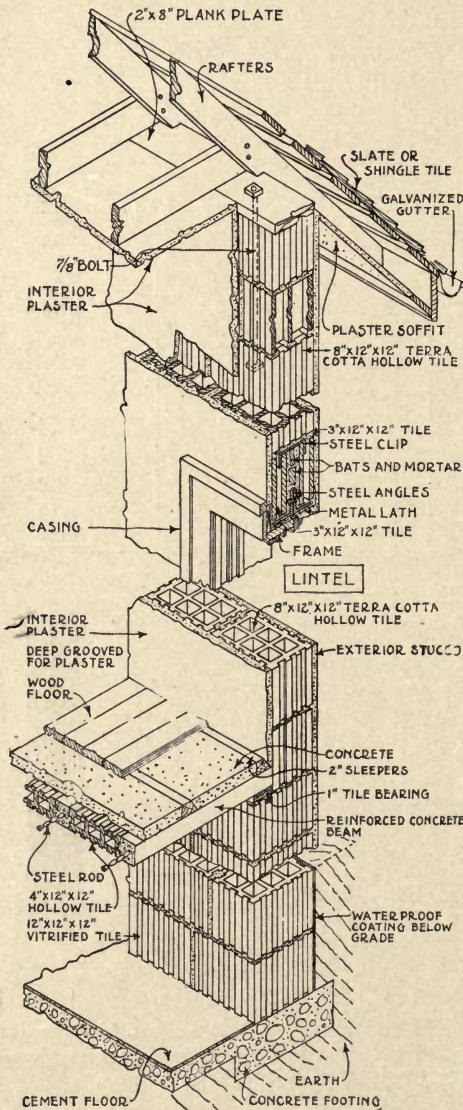 2"x8" PLANK PLATE
RAFTERS
SLATE OR
SHINGLE TILE
GALVANIZED
GUTTER
7/8" BOLT
INTERIOR
PLASTER
PLASTER SOFFIT
8"x12"x12" TERRA
COTTA HOLLOW TILE
3"x12"x12" TILE
STEEL CLIP
BATS AND MORTAR
STEEL ANGLES
METAL LATH
3"x12"x12" TILE
FRAME
CASING
LINTEL
8"x12"x12" TERRA COTTA
HOLLOW TILE
INTERIOR
PLASTER
DEEP GROOVED
FOR PLASTER
EXTERIOR STUCCO
WOOD
FLOOR
CONCRETE
2" SLEEPERS
1" TILE BEARING
REINFORCED CONCRETE
BEAM
STEEL ROD
4"x12"x12"
HOLLOW TILE
12"x12"x12"
VITRIFIED TILE
WATERPROOF
COATING BELOW
GRADE
EARTH
CEMENT FLOOR
CONCRETE FOOTING